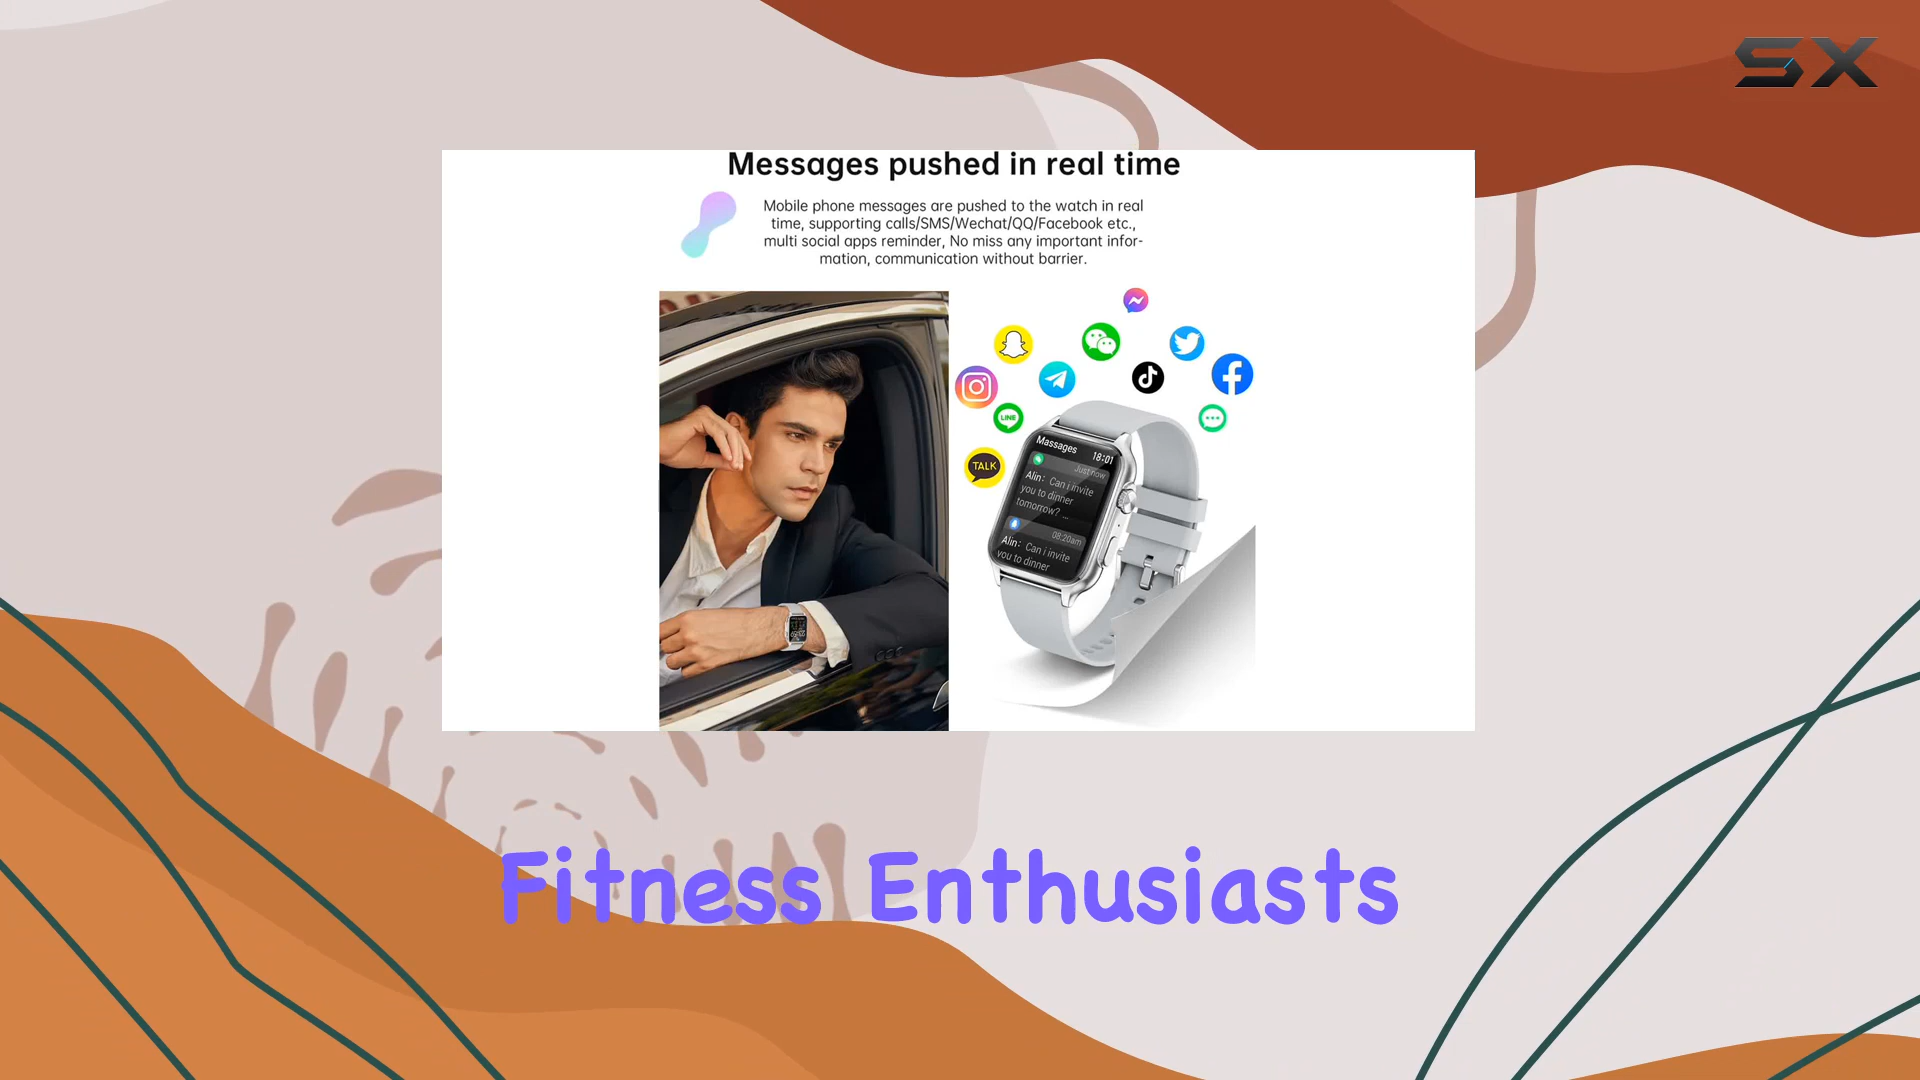 SX
Messages pushed in real time
Mobile phone messages are pushed to the watch in real
time, supporting calls/SMS/Wechat/QQ/Facebook etc.,
multi social apps reminder, No miss any important infor-
mation, communication without barrier.
LINE
TALK
Massages
18:01
Just now
Alin: Can i invite
you to dinner
tomorrow? ...
08:20am
Alin: Can i invite
you to dinner
Fitness Enthusiasts